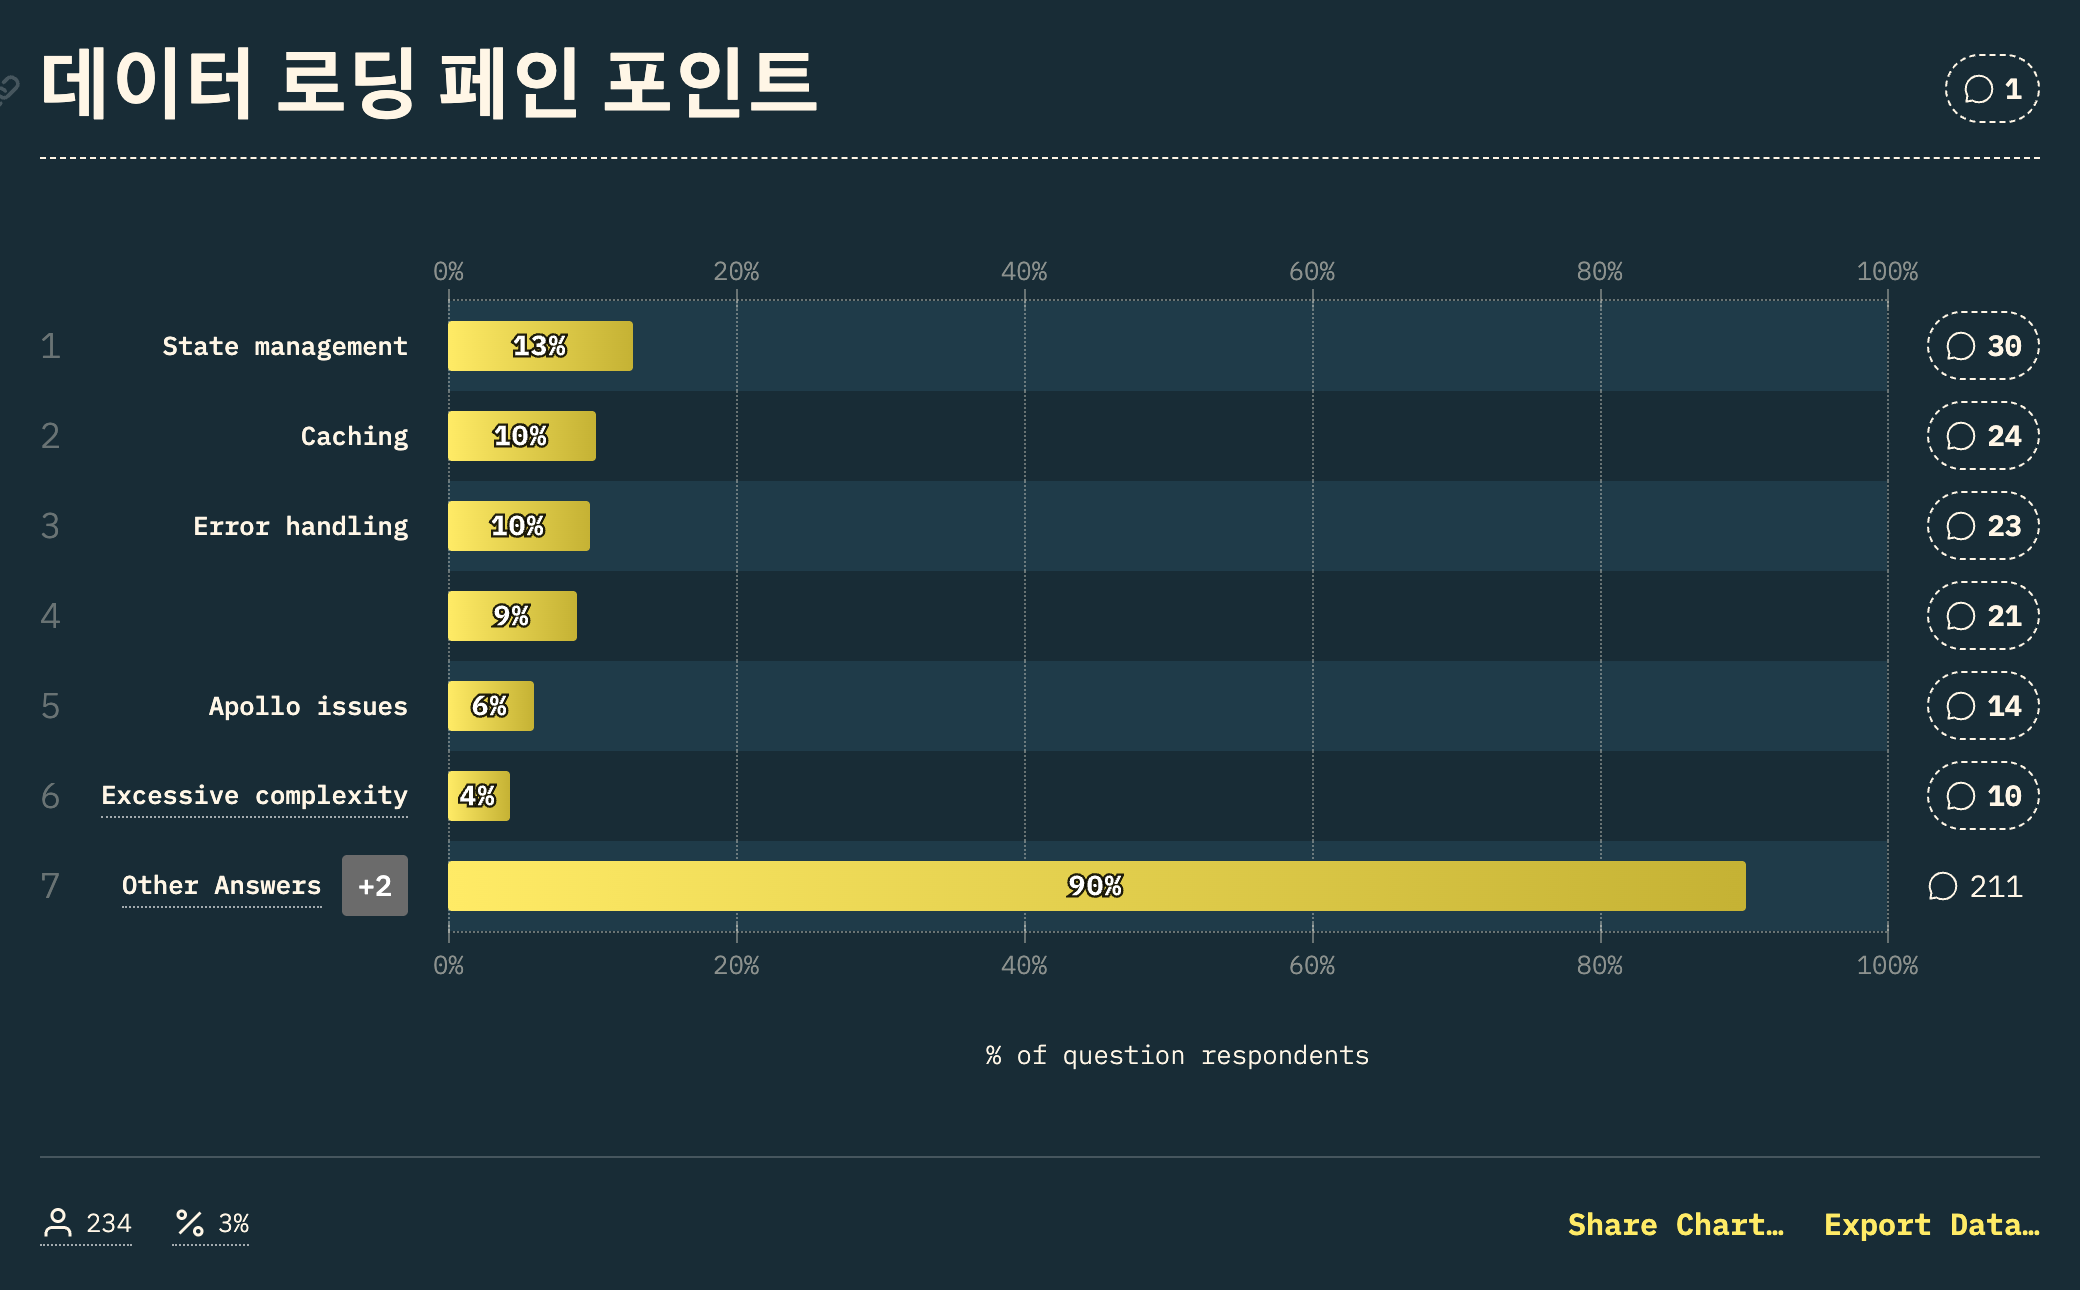 데이터 로딩 페인 포인트
1
0% 20% 40% 60% 80% 100%
1 State management 13% 30
2 Caching 10% 24
3 Error handling 10% 23
4 9% 21
5 Apollo issues 6% 14
6 Excessive complexity 4% 10
7 Other Answers +2 90% 211
0% 20% 40% 60% 80% 100%
% of question respondents
234 3% Share Chart… Export Data…